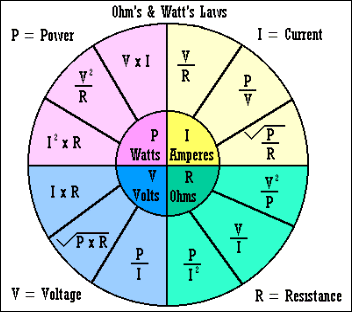 Ohm's & Watt's Laws
P = Power
I = Current
V x I
V
R
V²
R
P
V
I² x R
√P
R
P
Watts
I
Amperes
V
Volts
R
Ohms
I x R
V²
P
√P x R
V
I
P
I
P
I²
V = Voltage
R = Resistance